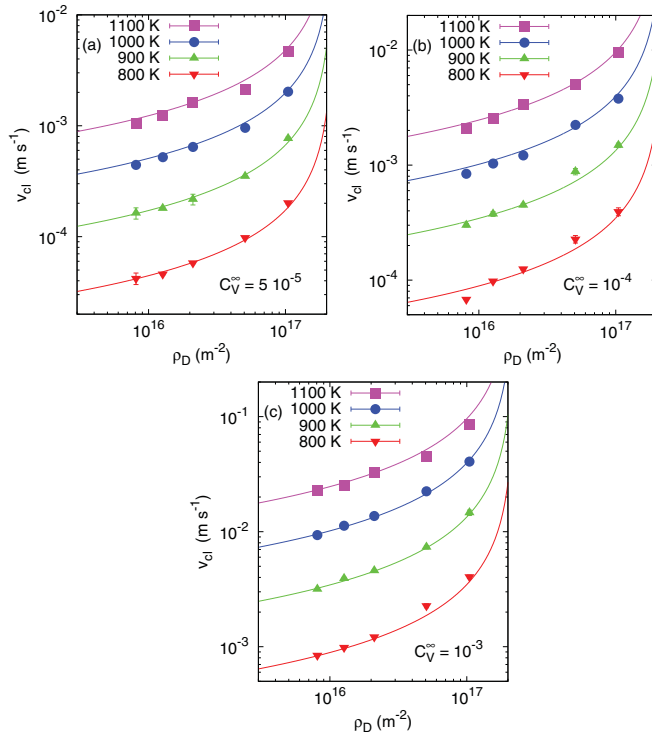 10⁻²
(a)
1100 K
1000 K
900 K
800 K
10⁻³
10⁻⁴
v_cl (m s⁻¹)
C_V^∞ = 5 10⁻⁵
10¹⁶ 10¹⁷
ρ_D (m⁻²)
10⁻²
(b)
1100 K
1000 K
900 K
800 K
10⁻³
10⁻⁴
v_cl (m s⁻¹)
C_V^∞ =10⁻⁴
10¹⁶ 10¹⁷
ρ_D (m⁻²)
10⁻¹
(c)
1100 K
1000 K
900 K
800 K
10⁻²
10⁻³
v_cl (m s⁻¹)
C_V^∞ =10⁻³
10¹⁶ 10¹⁷
ρ_D (m⁻²)